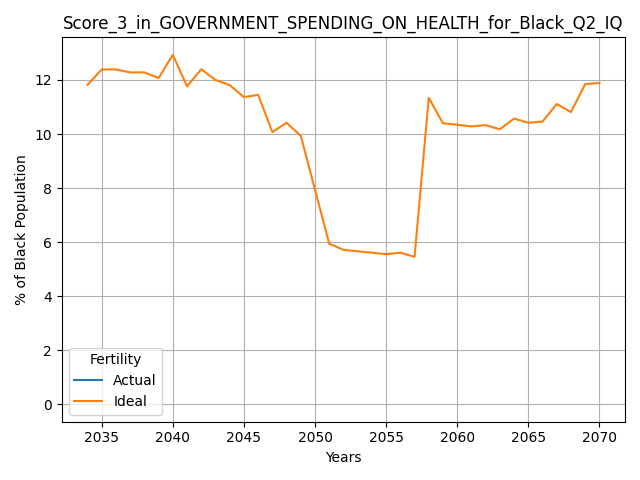 Score_3_in_GOVERNMENT_SPENDING_ON_HEALTH_for_Black_Q2_IQ
% of Black Population
12
10
8
6
4
2
0
Fertility
Actual
Ideal
2035 2040 2045 2050 2055 2060 2065 2070
Years